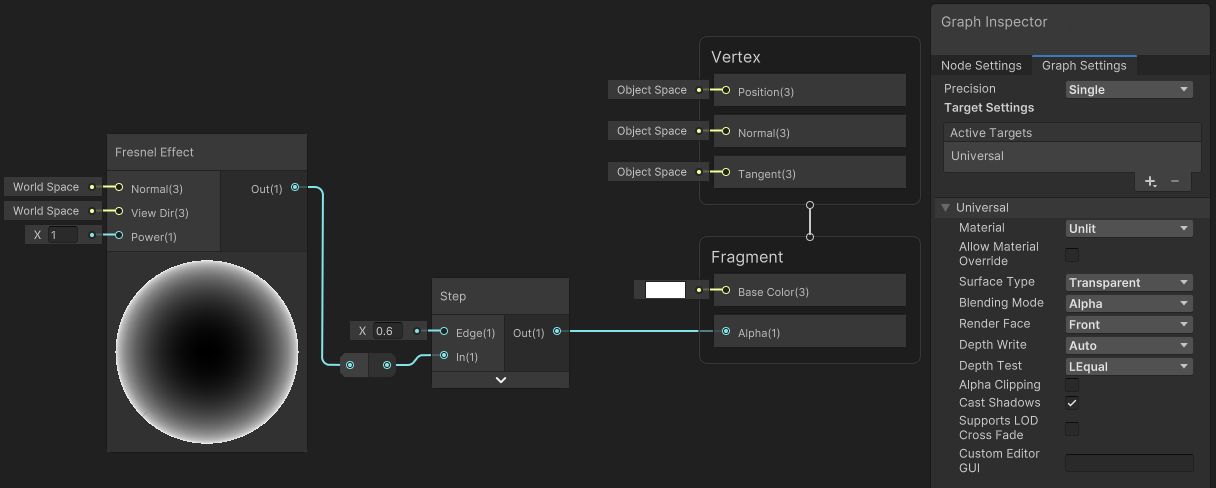 Fresnel Effect
World Space
Normal(3)
Out(1)
World Space
View Dir(3)
X 1
Power(1)
Step
X 0.6
Edge(1)
Out(1)
In(1)
Vertex
Object Space
Position(3)
Object Space
Normal(3)
Object Space
Tangent(3)
Fragment
Base Color(3)
Alpha(1)
Graph Inspector
Node Settings
Graph Settings
Precision
Single
Target Settings
Active Targets
Universal
+ −
Universal
Material
Unlit
Allow Material
Override
Surface Type
Transparent
Blending Mode
Alpha
Render Face
Front
Depth Write
Auto
Depth Test
LEqual
Alpha Clipping
Cast Shadows
Supports LOD
Cross Fade
Custom Editor
GUI